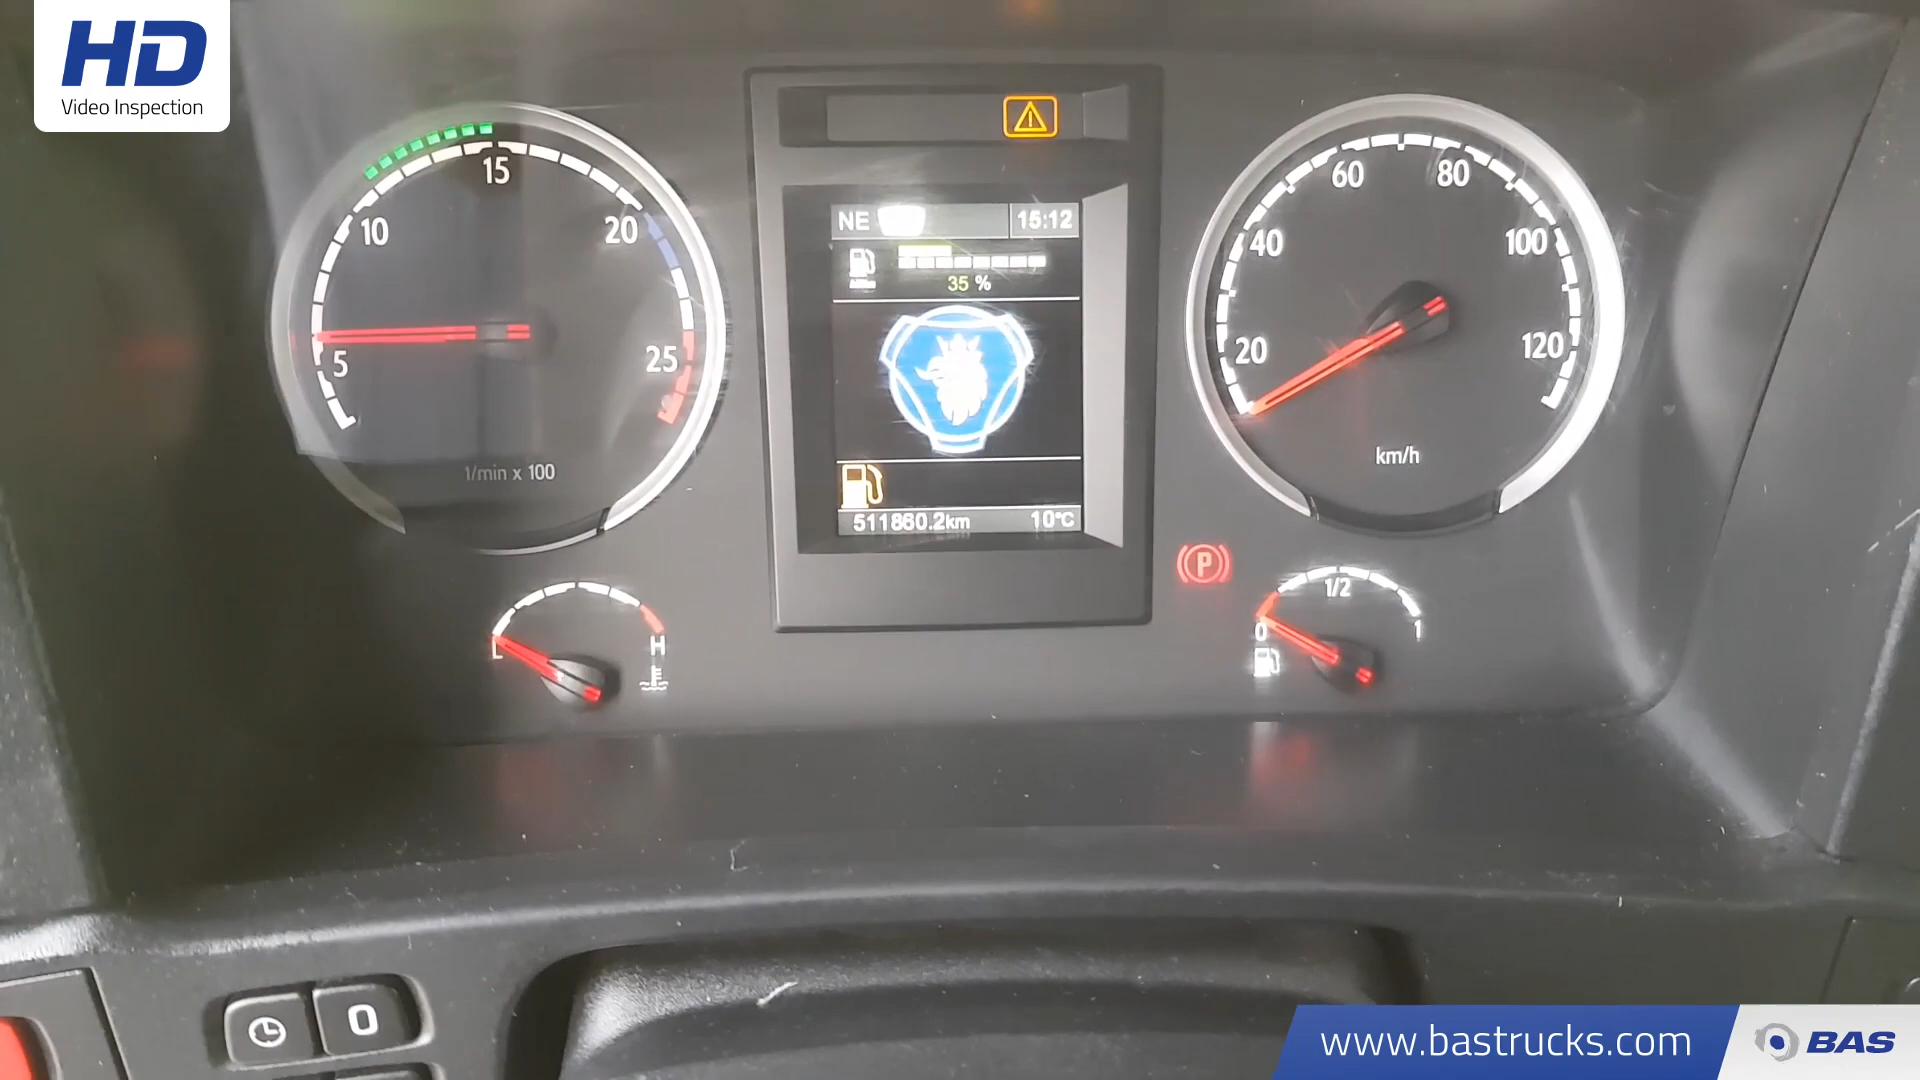 HD
Video Inspection
5
10
15
20
25
1/min x 100
NE
15:12
35 %
511860.2km
10°C
20
40
60
80
100
120
km/h
L
H
P
0
1/2
1
0
www.bastrucks.com
BAS